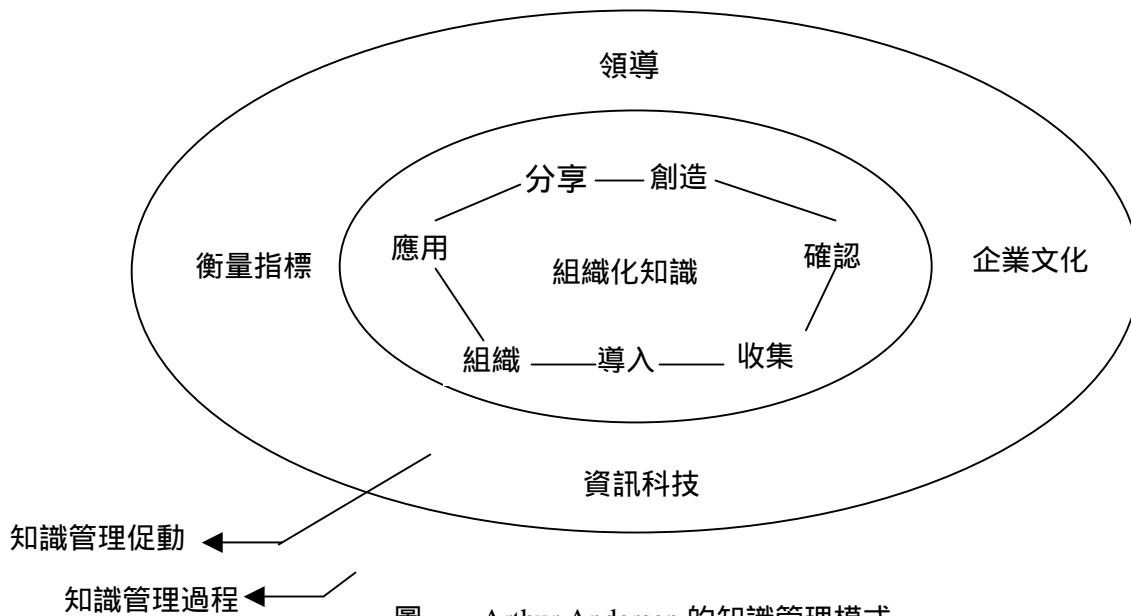 領導
分享 創造
應用 組織化知識 確認
衡量指標 企業文化
組織 導入 收集
資訊科技
知識管理促動
知識管理過程
圖 Arthur Anderson 的知識管理模式